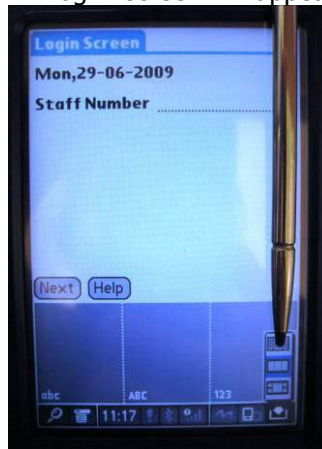 Login Screen
Mon,29-06-2009
Staff Number
Next Help
abc ABC 123
11:17